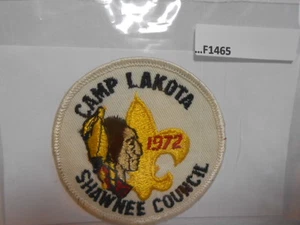 ...F1465
CAMP LAKOTA
1972
SHAWNEE COUNCIL